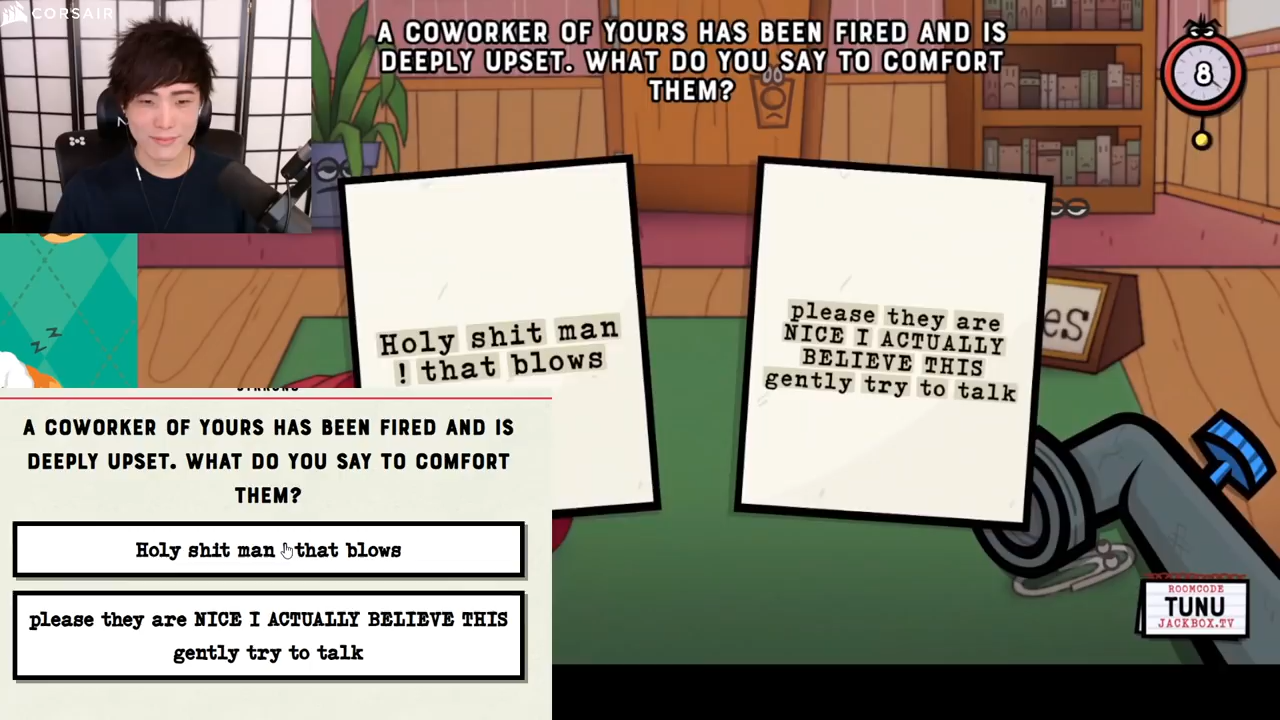 CORSAIR
A COWORKER OF YOURS HAS BEEN FIRED AND IS
DEEPLY UPSET. WHAT DO YOU SAY TO COMFORT
THEM?
8
Holy shit man
! that blows
please they are
NICE I ACTUALLY
BELIEVE THIS
gently try to talk
ROOMCODE
TUNU
JACKBOX.TV
A COWORKER OF YOURS HAS BEEN FIRED AND IS
DEEPLY UPSET. WHAT DO YOU SAY TO COMFORT
THEM?
Holy shit man that blows
please they are NICE I ACTUALLY BELIEVE THIS
gently try to talk